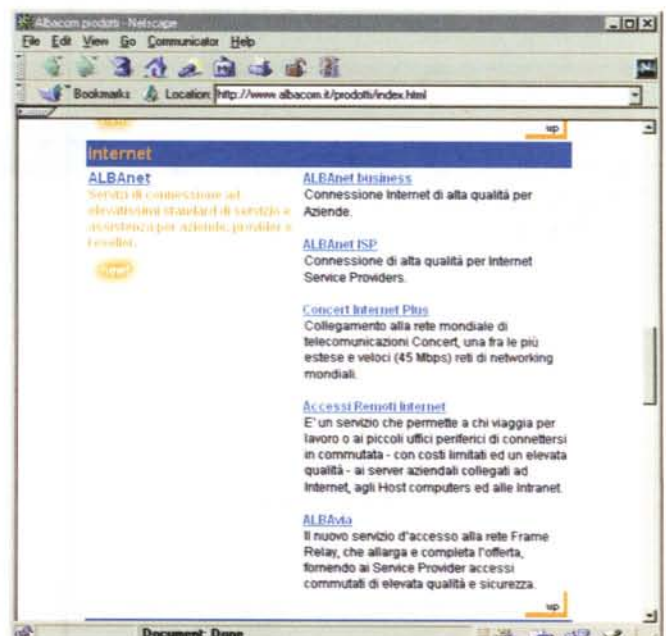 Albacom prodotti - Netscape
File Edit View Go Communicator Help
Bookmarks Location: http://www.albacom.it/prodotti/index.html
up
Internet
ALBAnet
Servizi di connessione ad
elevatissimi standard di servizio e
assistenza per aziende, provider e
reseller.
New!
ALBAnet business
Connessione Internet di alta qualità per
Aziende.
ALBAnet ISP
Connessione di alta qualità per Internet
Service Providers.
Concert Internet Plus
Collegamento alla rete mondiale di
telecomunicazioni Concert, una fra le più
estese e veloci (45 Mbps) reti di networking
mondiali.
Accessi Remoti Internet
E' un servizio che permette a chi viaggia per
lavoro o ai piccoli uffici periferici di connettersi
in commutata - con costi limitati ed un elevata
qualità - ai server aziendali collegati ad
Internet, agli Host computers ed alle Intranet.
ALBAvia
Il nuovo servizio d'accesso alla rete Frame
Relay, che allarga e completa l'offerta,
fornendo ai Service Provider accessi
commutati di elevata qualità e sicurezza.
up
Document: Done